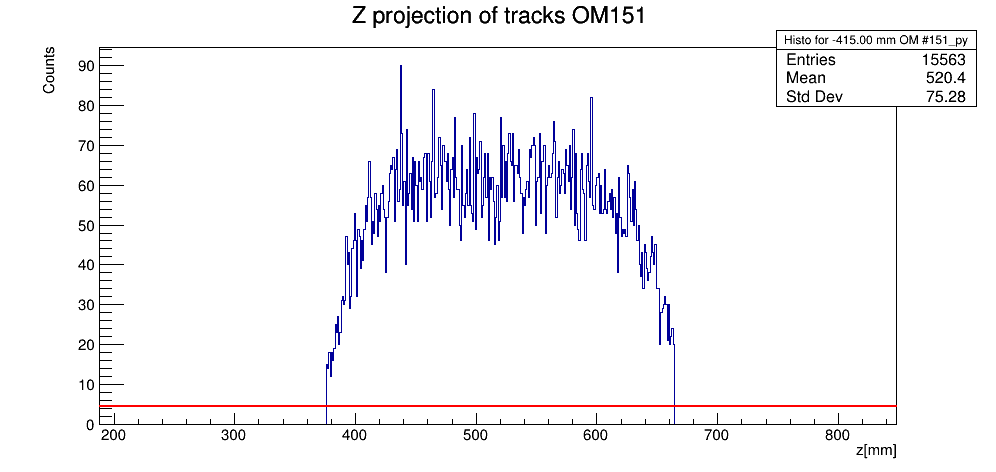 Z projection of tracks OM151
Histo for -415.00 mm OM #151_py
Entries 15563
Mean 520.4
Std Dev 75.28
Counts
90
80
70
60
50
40
30
20
10
0
200 300 400 500 600 700 800
z[mm]